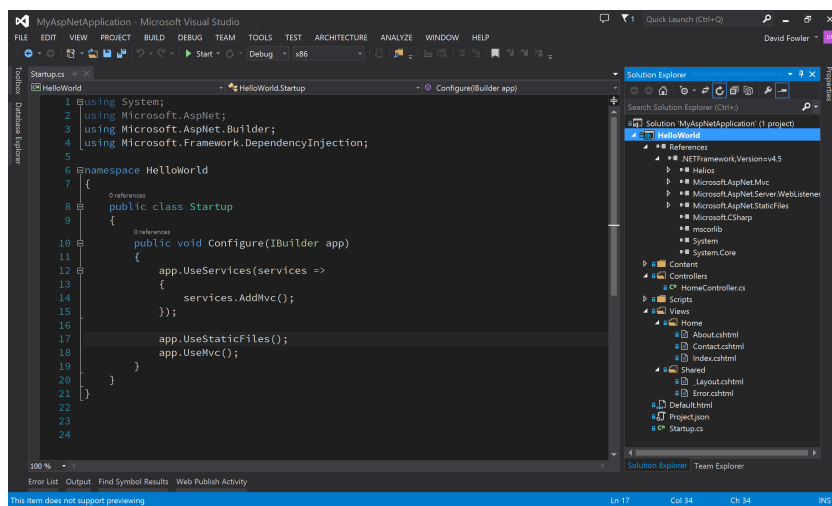 MyAspNetApplication - Microsoft Visual Studio
1
Quick Launch (Ctrl+Q)
FILE EDIT VIEW PROJECT BUILD DEBUG TEAM TOOLS TEST ARCHITECTURE ANALYZE WINDOW HELP
David Fowler
Start Debug x86
Toolbox
Database Explorer
Startup.cs
HelloWorld HelloWorld.Startup Configure(IBuilder app)
1 using System;
2 using Microsoft.AspNet;
3 using Microsoft.AspNet.Builder;
4 using Microsoft.Framework.DependencyInjection;
5
6 namespace HelloWorld
7 {
0 references
8 public class Startup
9 {
0 references
10 public void Configure(IBuilder app)
11 {
12 app.UseServices(services =>
13 {
14 services.AddMvc();
15 });
16
17 app.UseStaticFiles();
18 app.UseMvc();
19 }
20 }
21 }
22
23
24
100 %
Solution Explorer
Search Solution Explorer (Ctrl+;)
Solution 'MyAspNetApplication' (1 project)
HelloWorld
References
.NETFramework,Version=v4.5
Helios
Microsoft.AspNet.Mvc
Microsoft.AspNet.Server.WebListener
Microsoft.AspNet.StaticFiles
Microsoft.CSharp
mscorlib
System
System.Core
Content
Controllers
HomeController.cs
Scripts
Views
Home
About.cshtml
Contact.cshtml
Index.cshtml
Shared
_Layout.cshtml
Error.cshtml
Default.html
Project.json
Startup.cs
Solution Explorer Team Explorer
Properties
Error List Output Find Symbol Results Web Publish Activity
This item does not support previewing
Ln 17 Col 34 Ch 34 INS